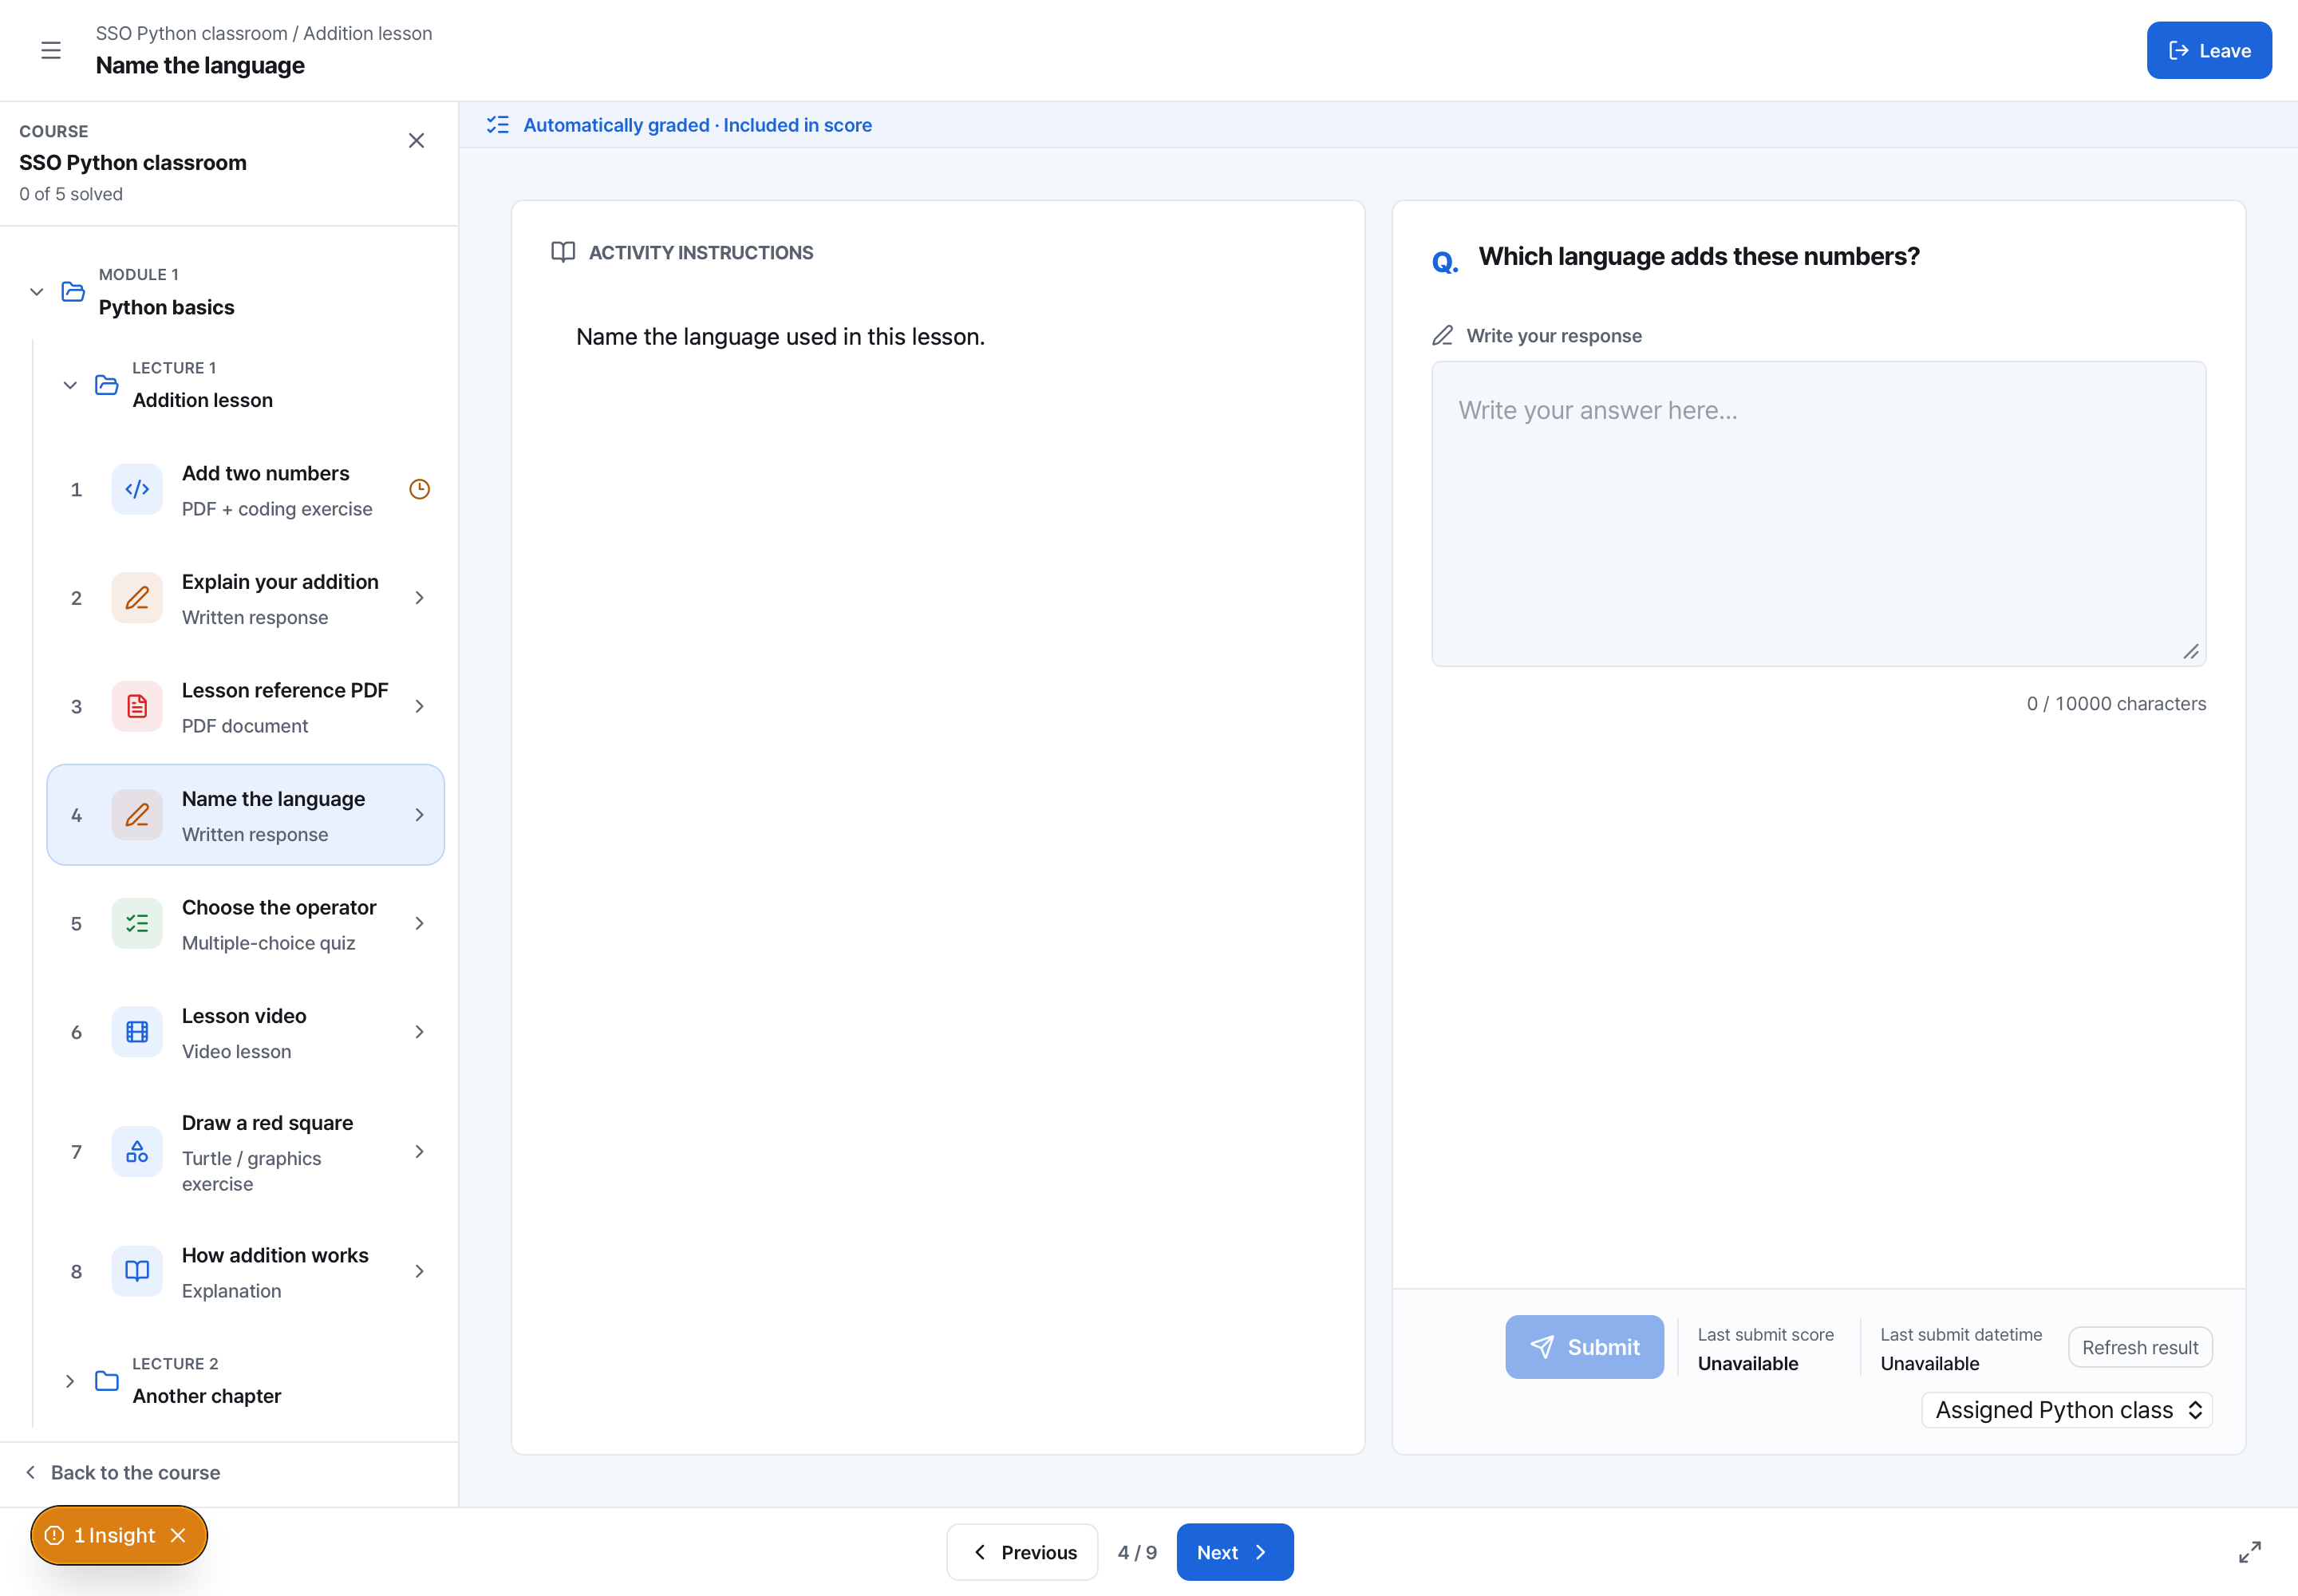 SSO Python classroom / Addition lesson
Name the language
Leave
COURSE
SSO Python classroom
0 of 5 solved
MODULE 1
Python basics
LECTURE 1
Addition lesson
1
Add two numbers
PDF + coding exercise
2
Explain your addition
Written response
3
Lesson reference PDF
PDF document
4
Name the language
Written response
5
Choose the operator
Multiple-choice quiz
6
Lesson video
Video lesson
7
Draw a red square
Turtle / graphics
exercise
8
How addition works
Explanation
LECTURE 2
Another chapter
Back to the course
1 Insight
Automatically graded · Included in score
ACTIVITY INSTRUCTIONS
Name the language used in this lesson.
Q. Which language adds these numbers?
Write your response
Write your answer here...
0 / 10000 characters
Submit
Last submit score
Unavailable
Last submit datetime
Unavailable
Refresh result
Assigned Python class
Previous
4 / 9
Next